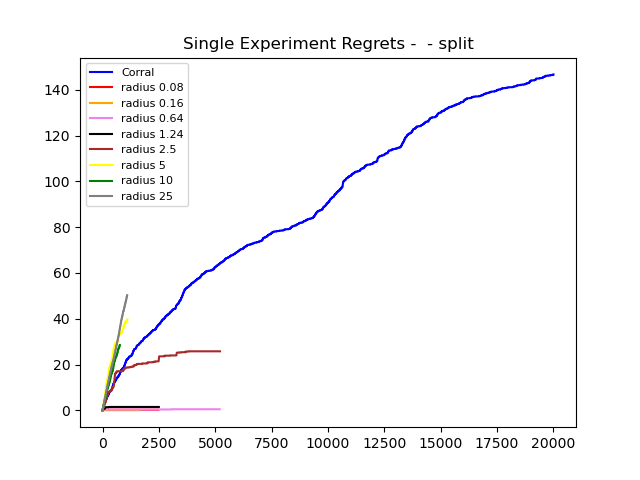 Single Experiment Regrets -  - split
Corral
radius 0.08
radius 0.16
radius 0.64
radius 1.24
radius 2.5
radius 5
radius 10
radius 25
140
120
100
80
60
40
20
0
0 2500 5000 7500 10000 12500 15000 17500 20000